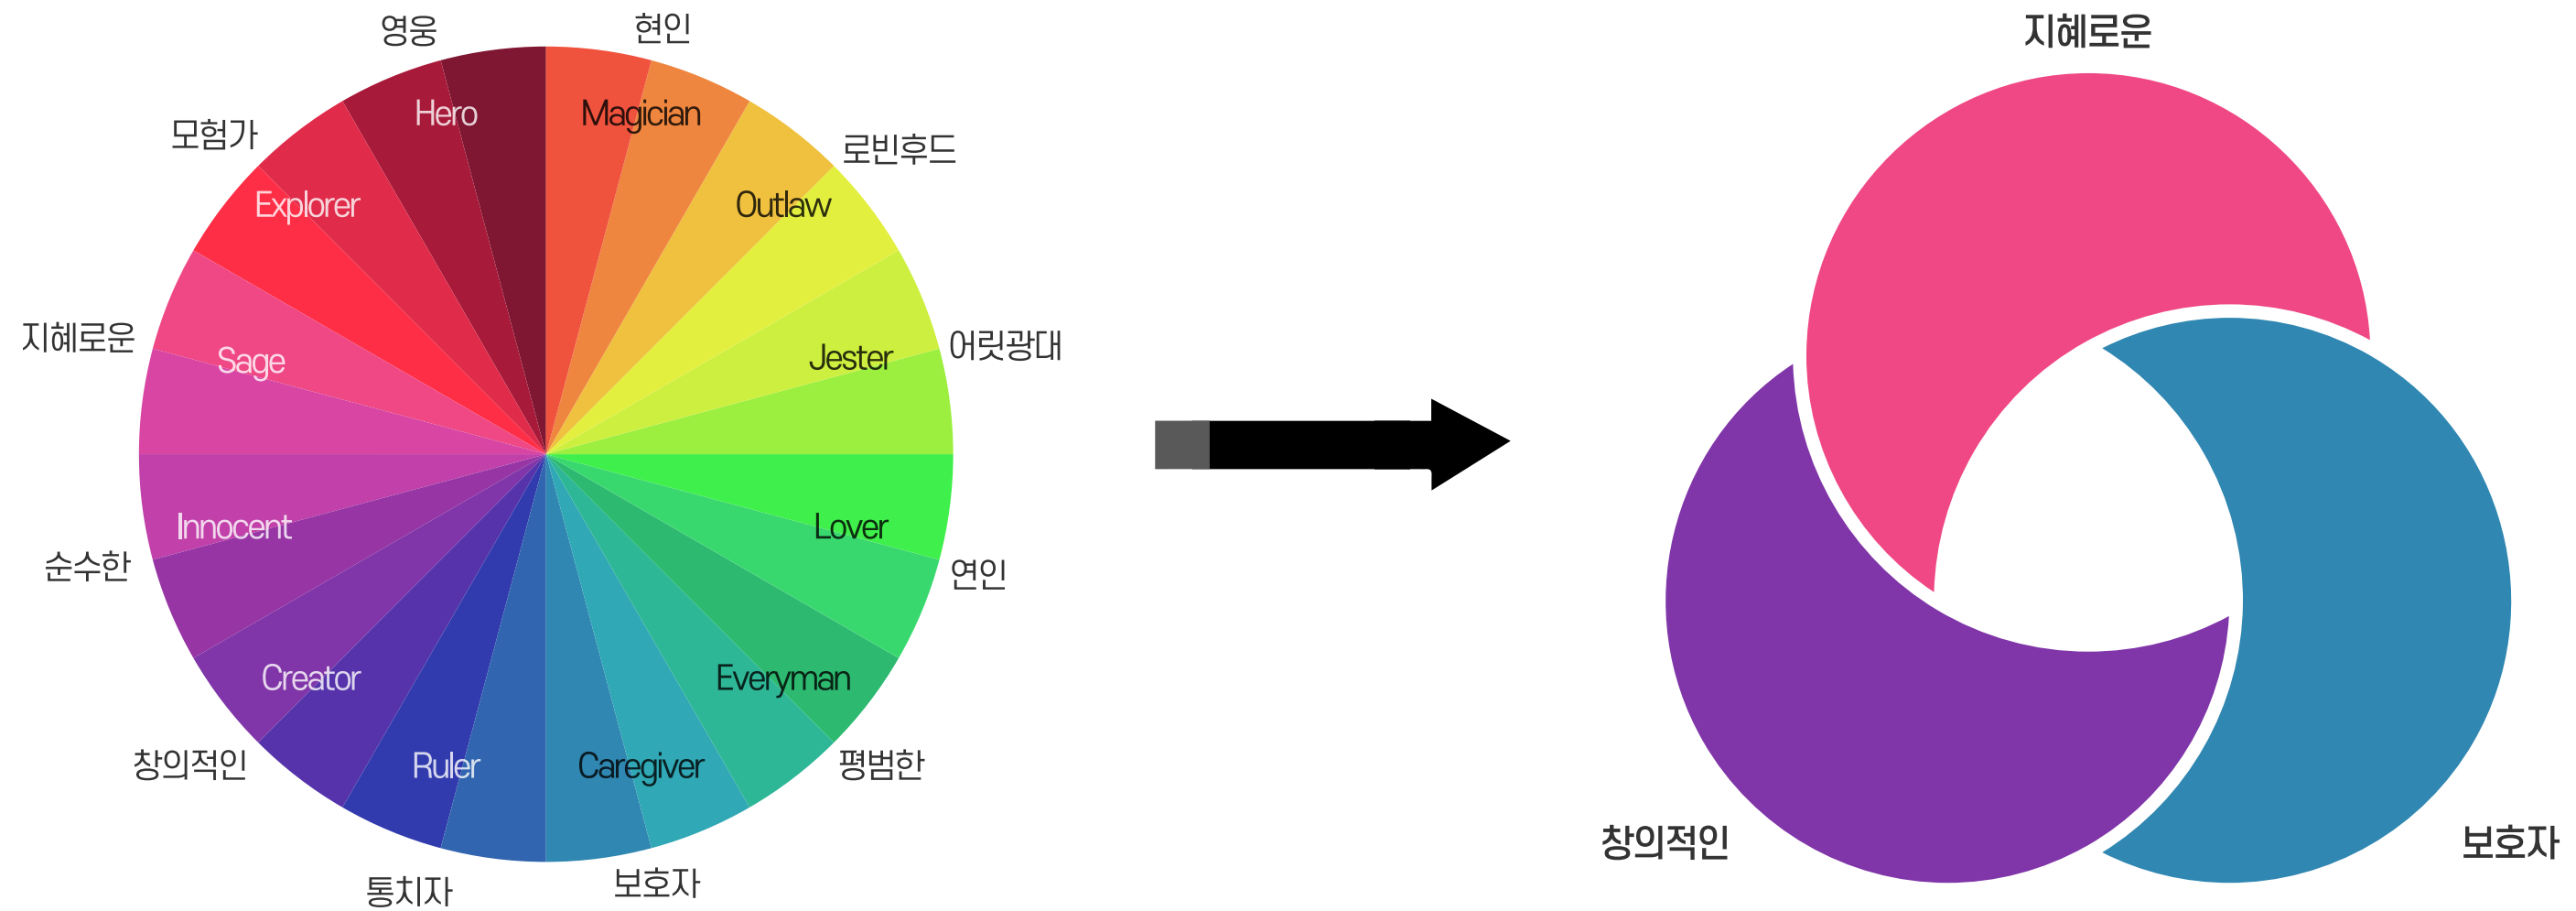 영웅
현인
지혜로운
Hero
Magician
모험가
로빈후드
Explorer
Outlaw
지혜로운
어릿광대
Sage
Jester
Innocent
Lover
순수한
연인
Creator
Everyman
창의적인
평범한
Ruler
Caregiver
통치자
보호자
창의적인
보호자